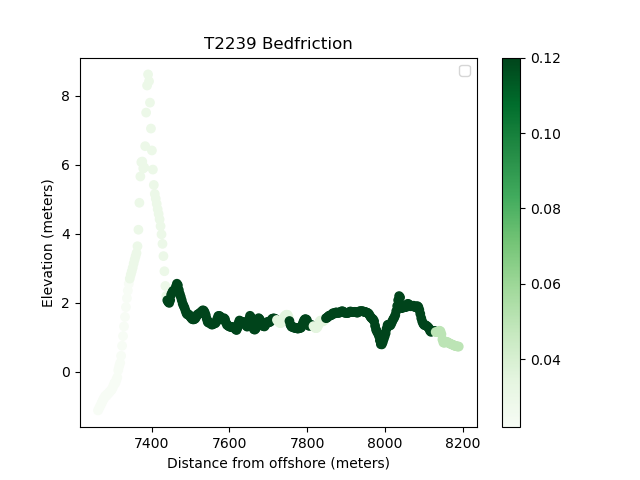 T2239 Bedfriction
8
6
4
2
0
Elevation (meters)
7400 7600 7800 8000 8200
Distance from offshore (meters)
0.12
0.10
0.08
0.06
0.04